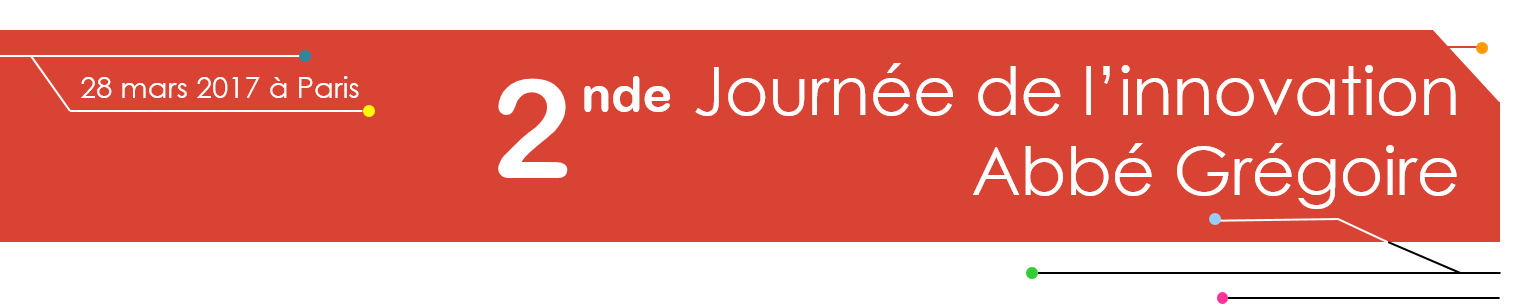 28 mars 2017 à Paris
2nde Journée de l'innovation
Abbé Grégoire